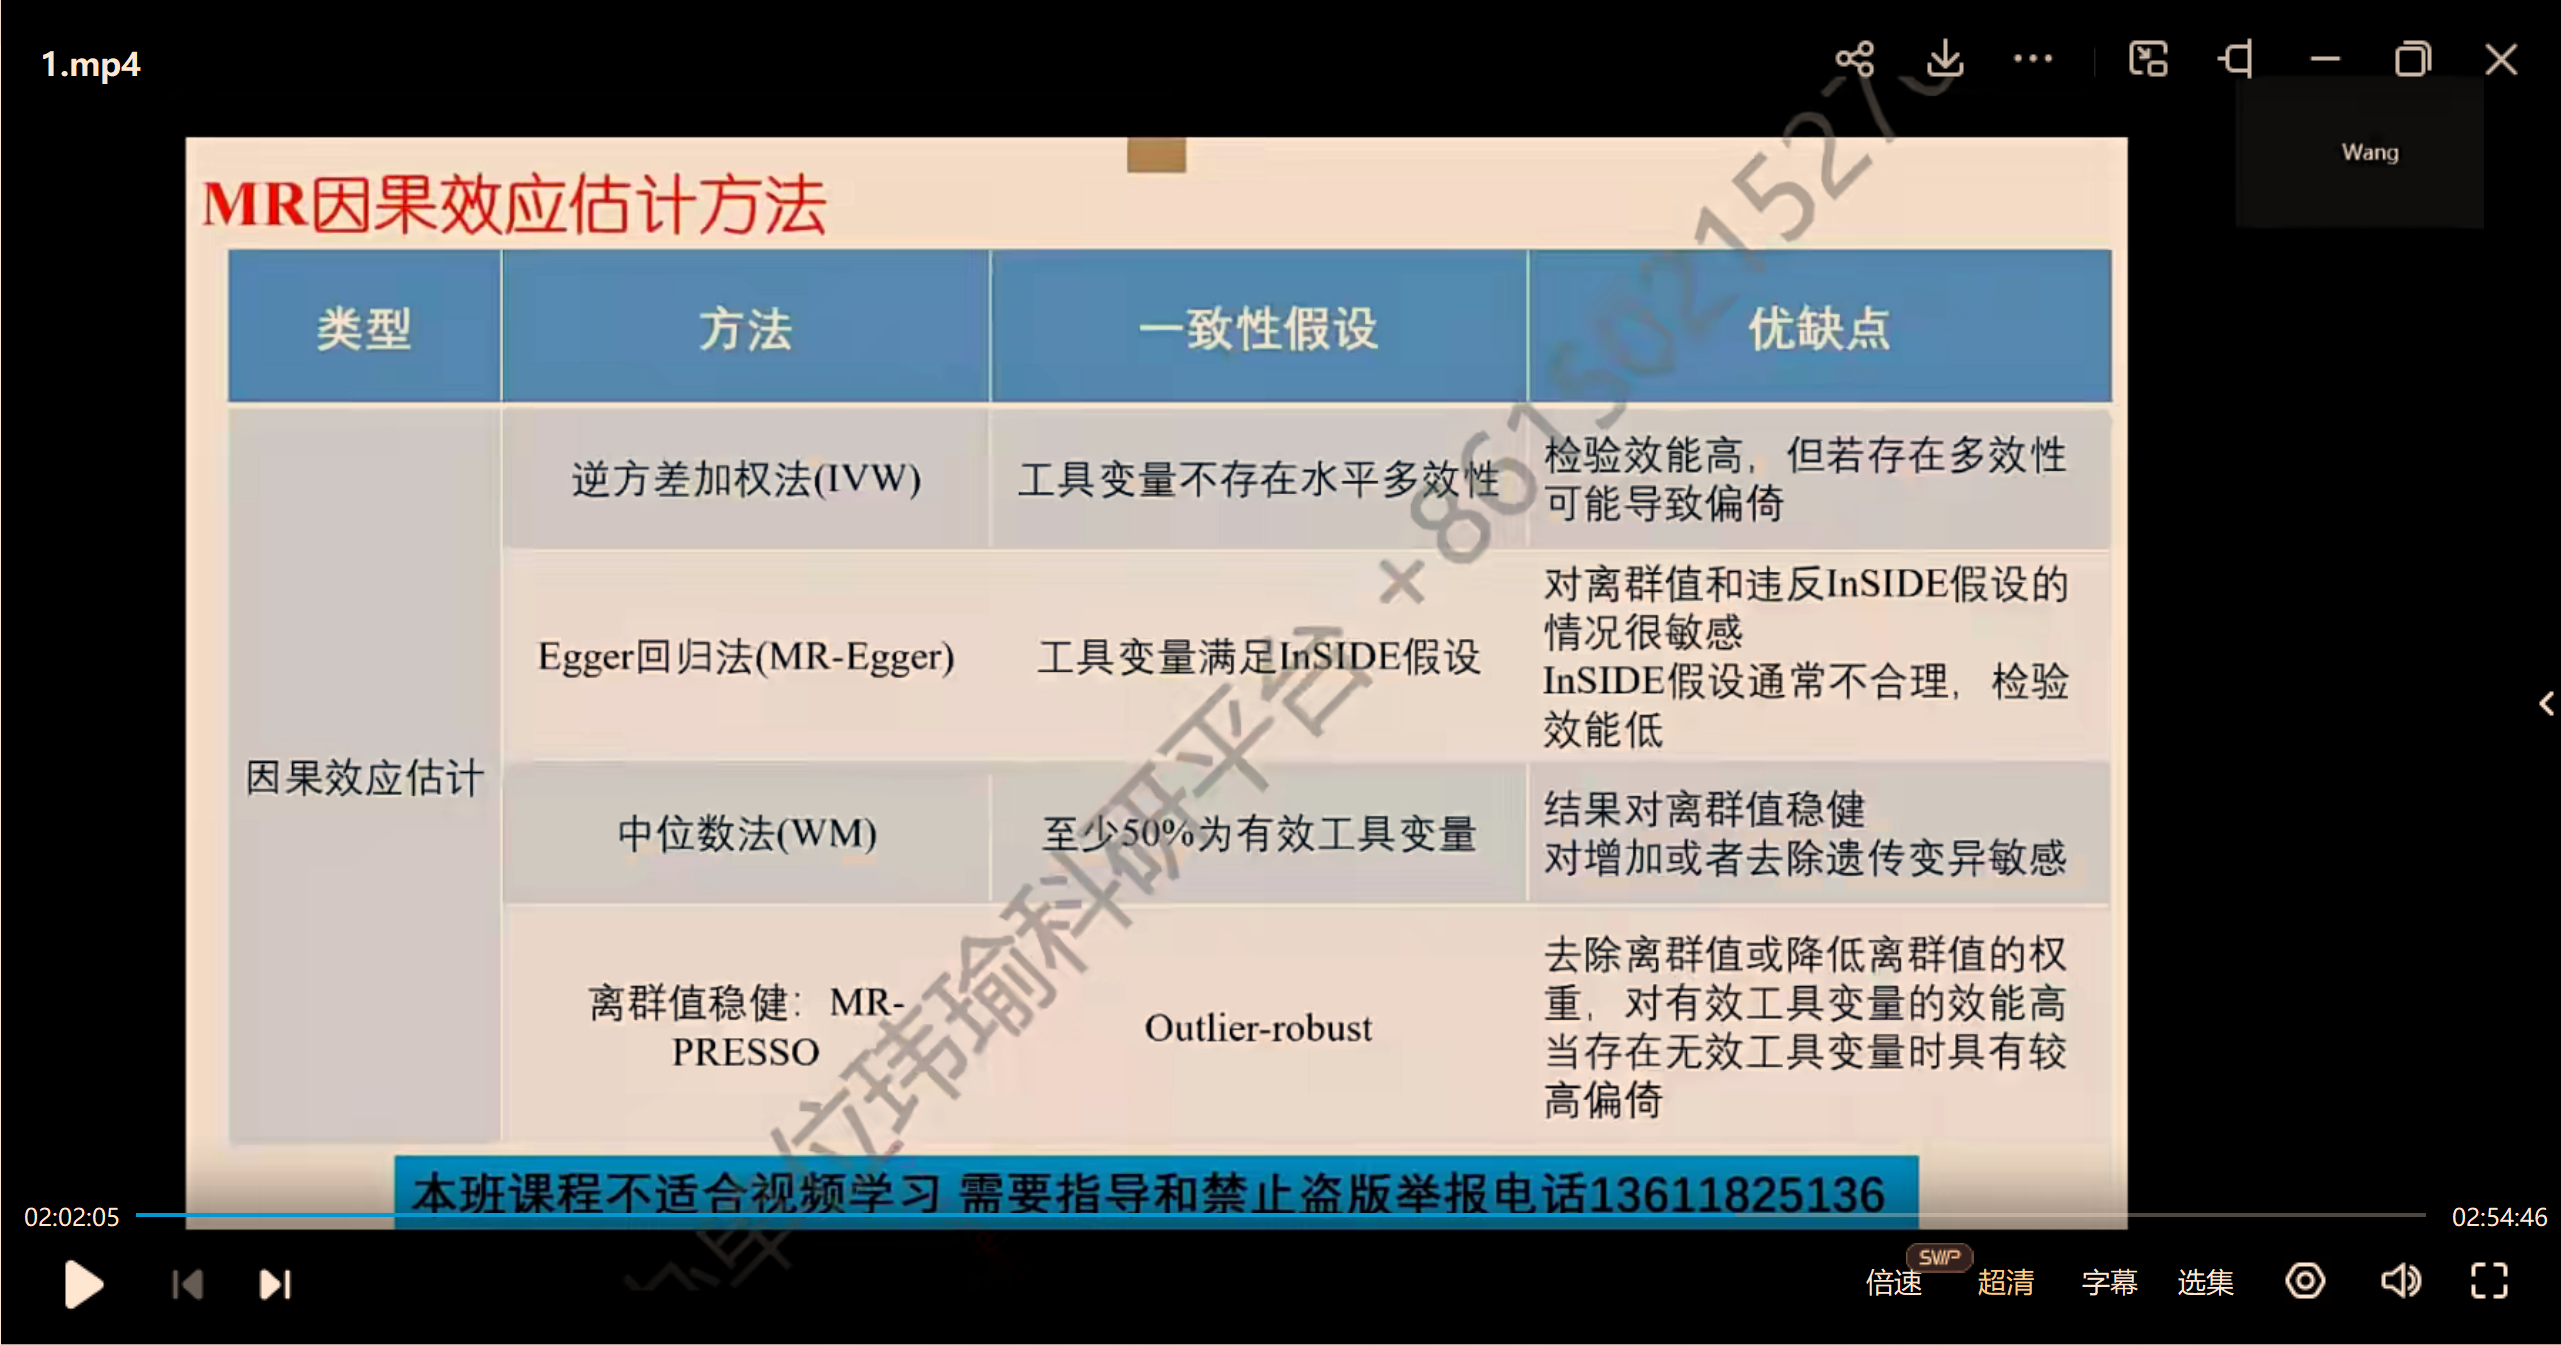 1.mp4
Wang
MR因果效应估计方法
类型
方法
一致性假设
优缺点
因果效应估计
逆方差加权法(IVW)
工具变量不存在水平多效性
检验效能高，但若存在多效性
可能导致偏倚
Egger回归法(MR-Egger)
工具变量满足InSIDE假设
对离群值和违反InSIDE假设的
情况很敏感
InSIDE假设通常不合理，检验
效能低
中位数法(WM)
至少50%为有效工具变量
结果对离群值稳健
对增加或者去除遗传变异敏感
离群值稳健：MR-
PRESSO
Outlier-robust
去除离群值或降低离群值的权
重，对有效工具变量的效能高
当存在无效工具变量时具有较
高偏倚
单位玮瑜科研平台 +8615021527
本班课程不适合视频学习 需要指导和禁止盗版举报电话13611825136
02:02:05
02:54:46
倍速
SVIP
超清
字幕
选集